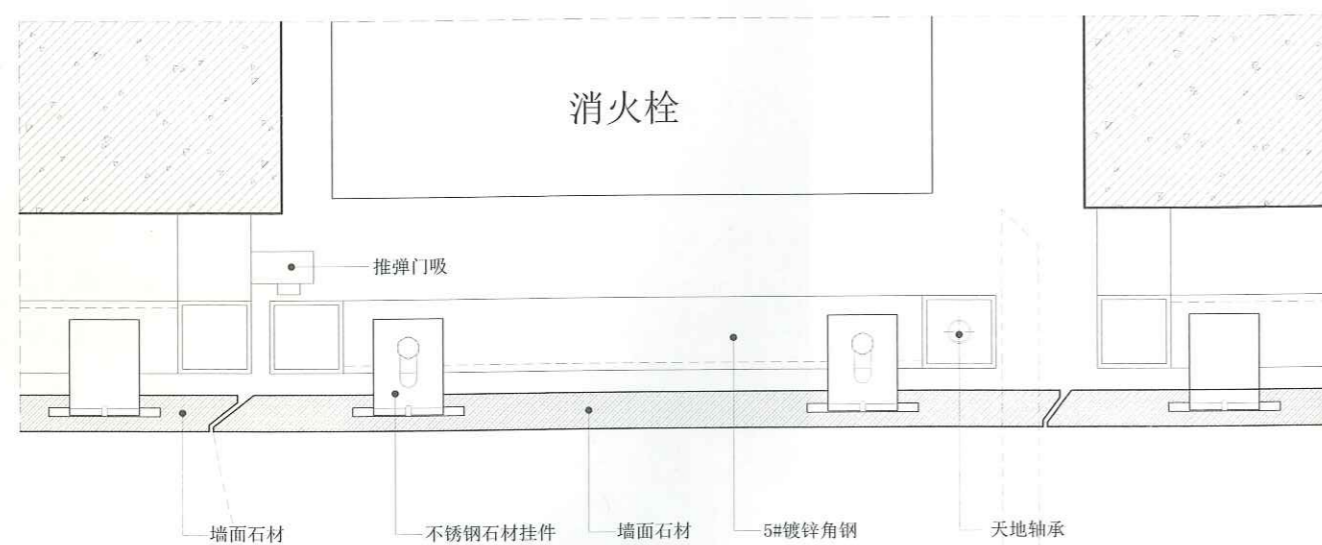 消火栓
推弹门吸
墙面石材
不锈钢石材挂件
墙面石材
5#镀锌角钢
天地轴承